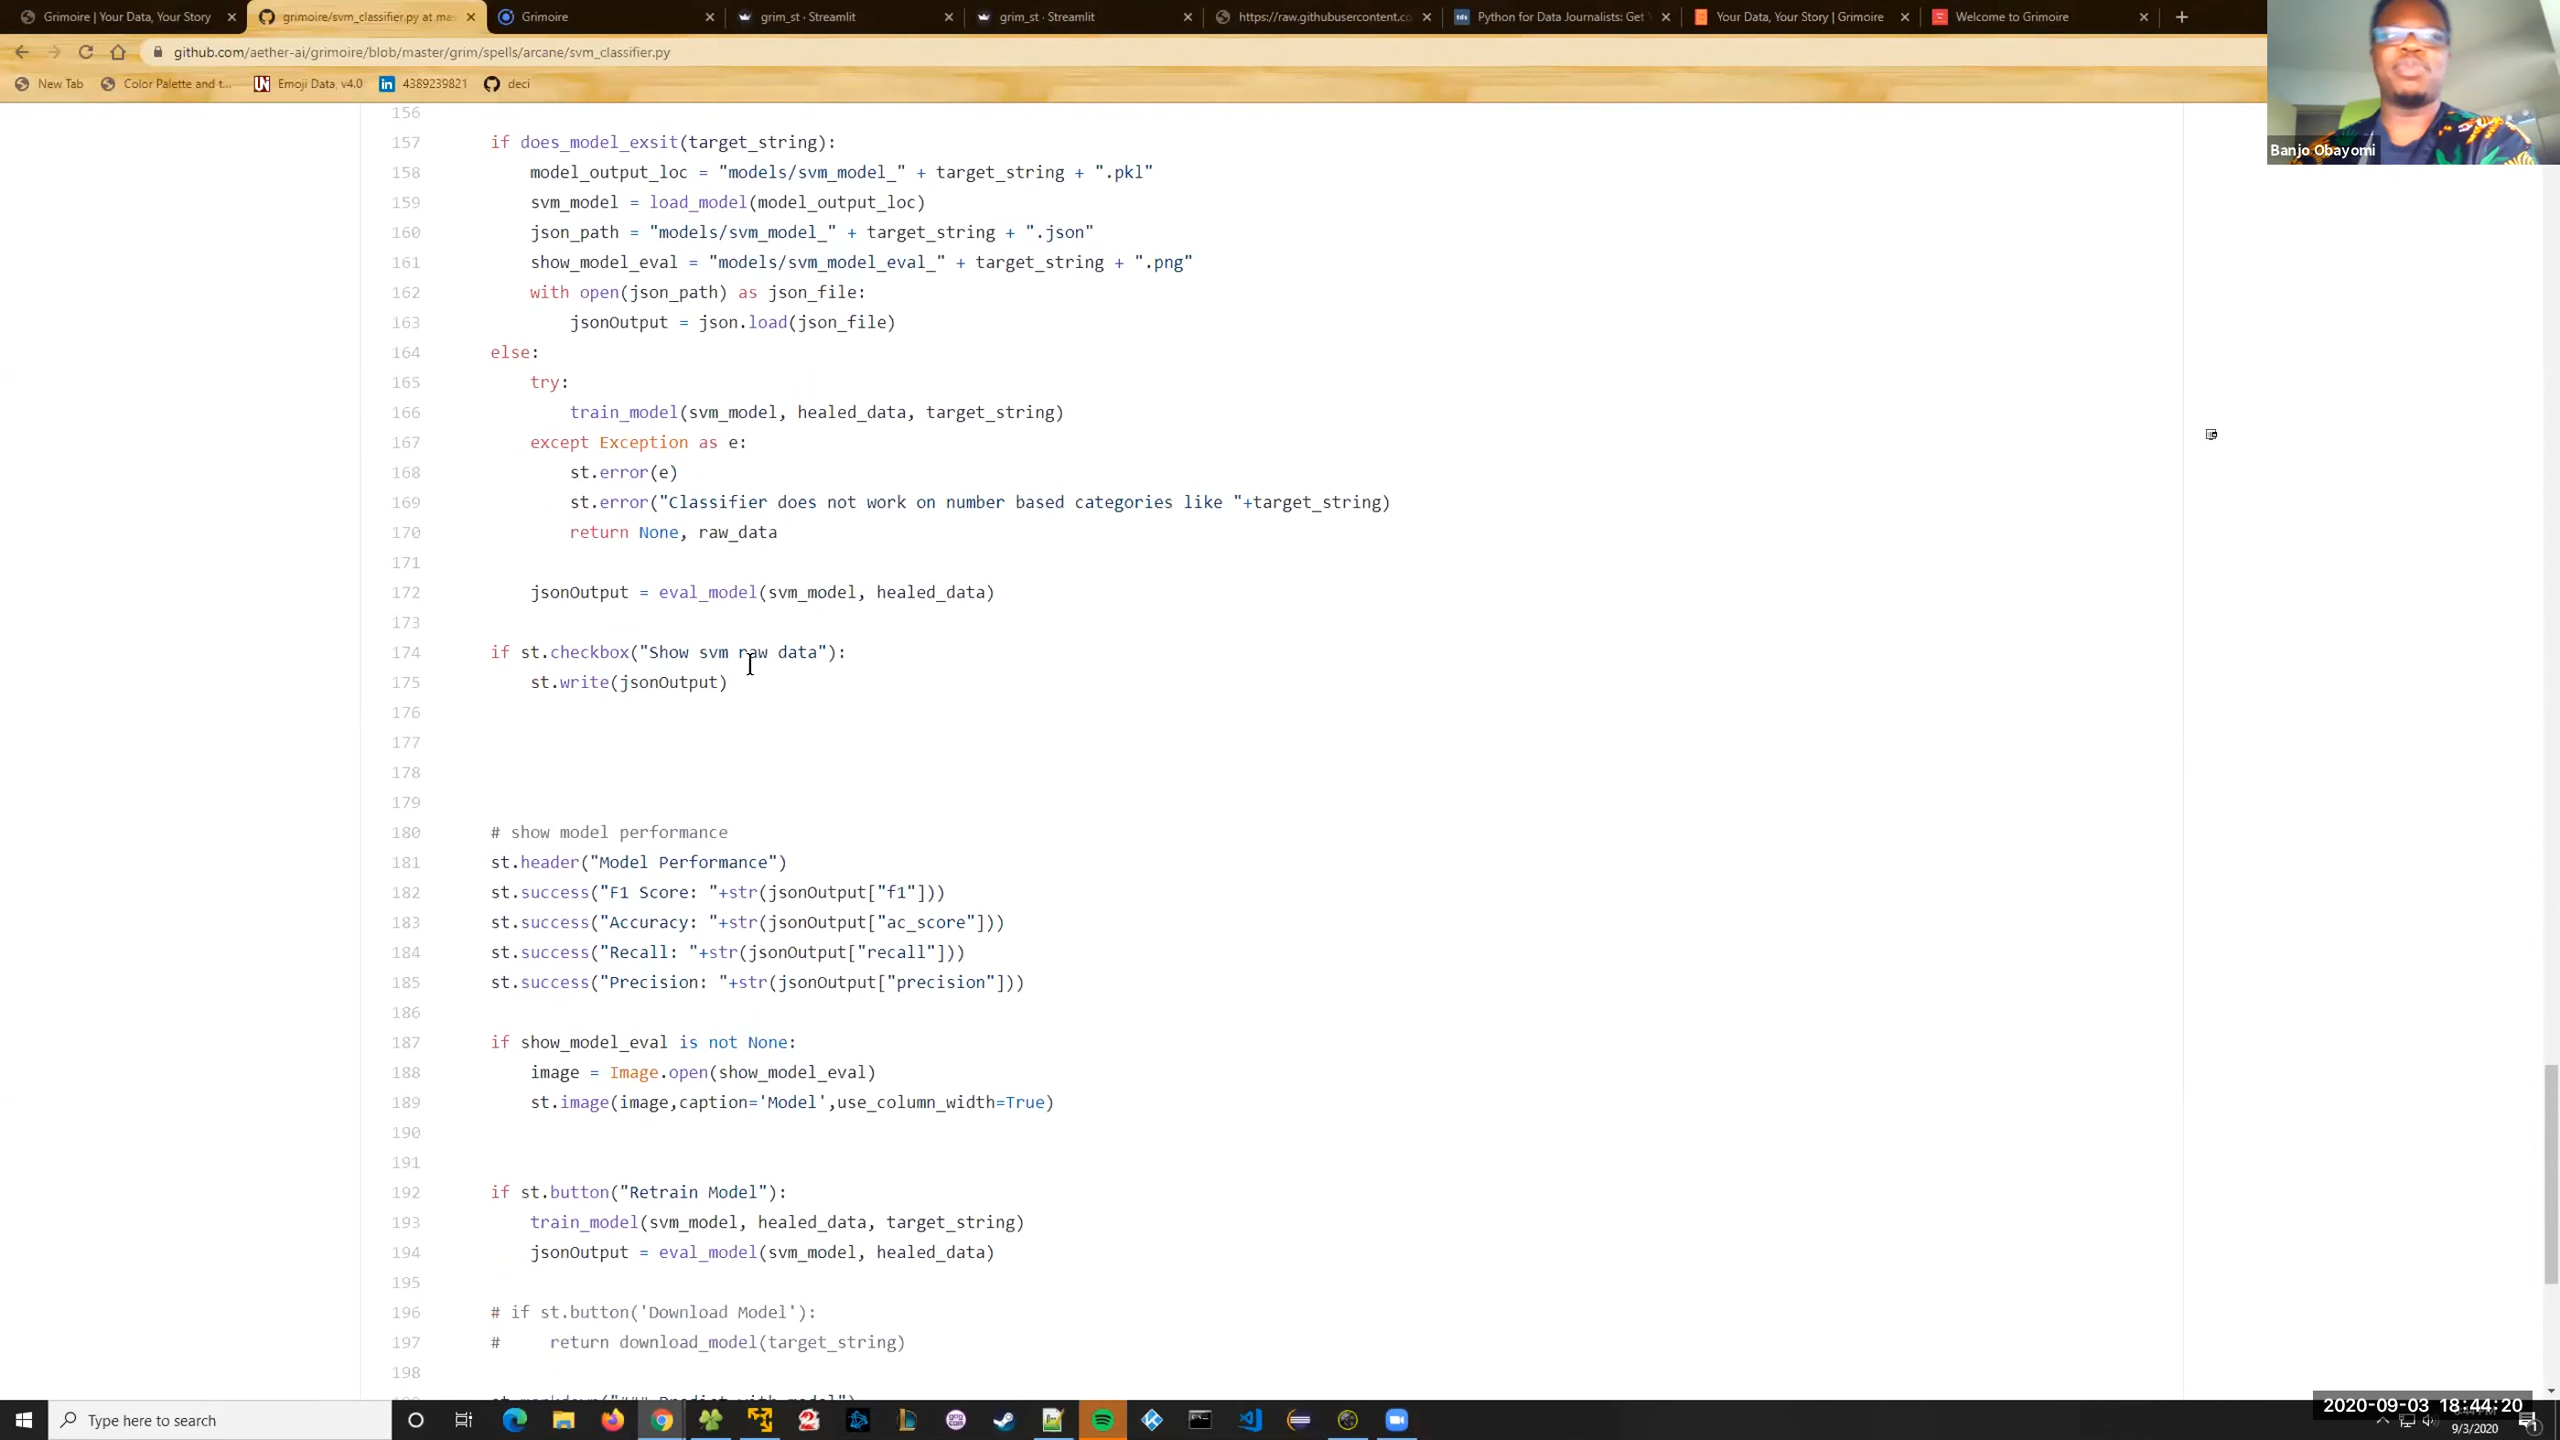 Grimoire | Your Data, Your Story
grimoire/svm_classifier.py at mas
Grimoire
grim_st · Streamlit
grim_st · Streamlit
https://raw.githubusercontent.co
Python for Data Journalists: Get
Your Data, Your Story | Grimoire
Welcome to Grimoire
github.com/aether-ai/grimoire/blob/master/grim/spells/arcane/svm_classifier.py
New Tab
Color Palette and t...
Emoji Data, v4.0
4389239821
deci
Banjo Obayomi
156
157 if does_model_exsit(target_string):
158 model_output_loc = "models/svm_model_" + target_string + ".pkl"
159 svm_model = load_model(model_output_loc)
160 json_path = "models/svm_model_" + target_string + ".json"
161 show_model_eval = "models/svm_model_eval_" + target_string + ".png"
162 with open(json_path) as json_file:
163 jsonOutput = json.load(json_file)
164 else:
165 try:
166 train_model(svm_model, healed_data, target_string)
167 except Exception as e:
168 st.error(e)
169 st.error("Classifier does not work on number based categories like "+target_string)
170 return None, raw_data
171
172 jsonOutput = eval_model(svm_model, healed_data)
173
174 if st.checkbox("Show svm raw data"):
175 st.write(jsonOutput)
176
177
178
179
180 # show model performance
181 st.header("Model Performance")
182 st.success("F1 Score: "+str(jsonOutput["f1"]))
183 st.success("Accuracy: "+str(jsonOutput["ac_score"]))
184 st.success("Recall: "+str(jsonOutput["recall"]))
185 st.success("Precision: "+str(jsonOutput["precision"]))
186
187 if show_model_eval is not None:
188 image = Image.open(show_model_eval)
189 st.image(image,caption='Model',use_column_width=True)
190
191
192 if st.button("Retrain Model"):
193 train_model(svm_model, healed_data, target_string)
194 jsonOutput = eval_model(svm_model, healed_data)
195
196 # if st.button('Download Model'):
197 # return download_model(target_string)
198
Type here to search
2020-09-03 18:44:20
9/3/2020